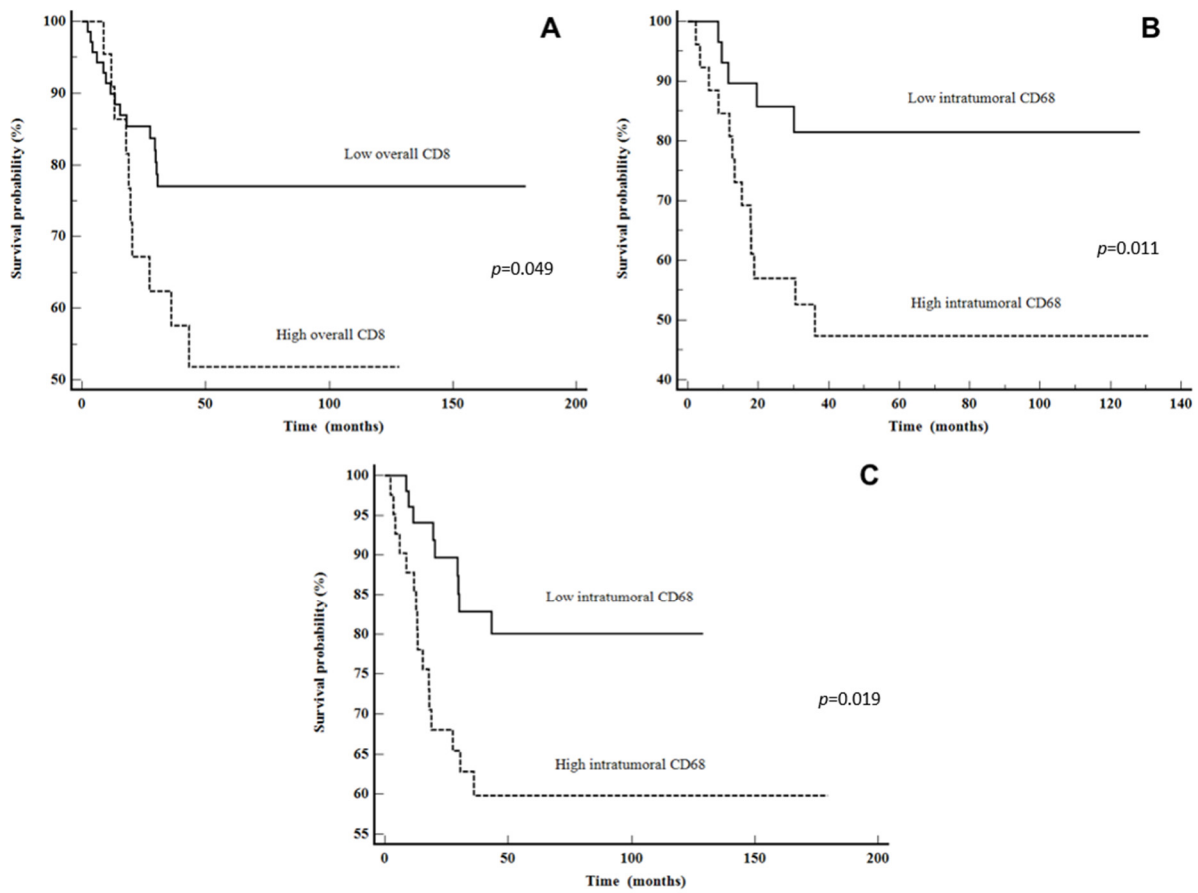 A
100
90
80
70
60
50
Survival probability (%)
Low overall CD8
p=0.049
High overall CD8
0 50 100 150 200
Time (months)
B
100
90
80
70
60
50
40
Survival probability (%)
Low intratumoral CD68
p=0.011
High intratumoral CD68
0 20 40 60 80 100 120 140
Time (months)
C
100
95
90
85
80
75
70
65
60
55
Survival probability (%)
Low intratumoral CD68
p=0.019
High intratumoral CD68
0 50 100 150 200
Time (months)